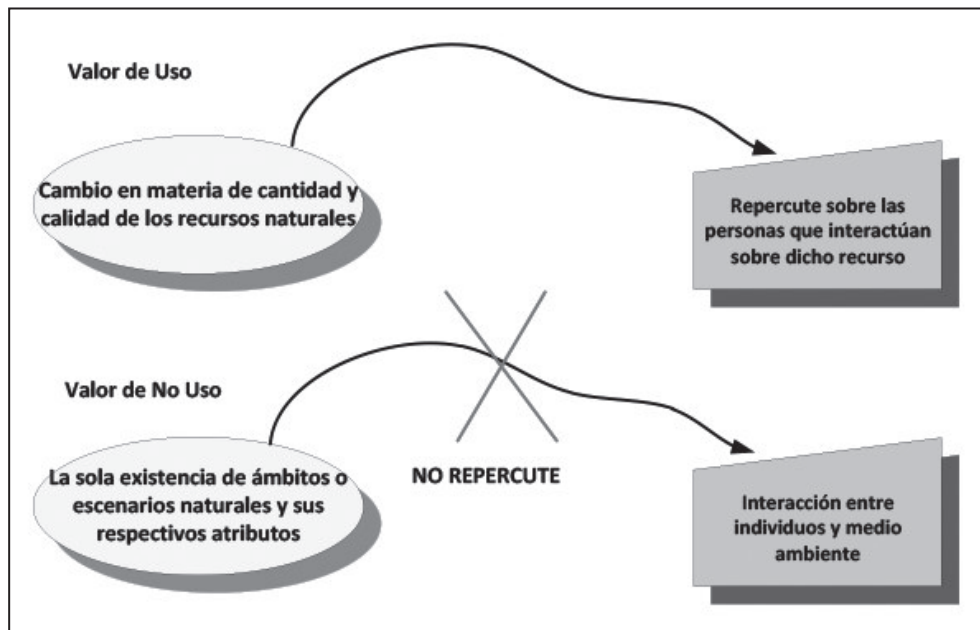 Valor de Uso
Cambio en materia de cantidad y
calidad de los recursos naturales
Repercute sobre las
personas que interactúan
sobre dicho recurso
Valor de No Uso
La sola existencia de ámbitos o
escenarios naturales y sus
respectivos atributos
NO REPERCUTE
Interacción entre
individuos y medio
ambiente